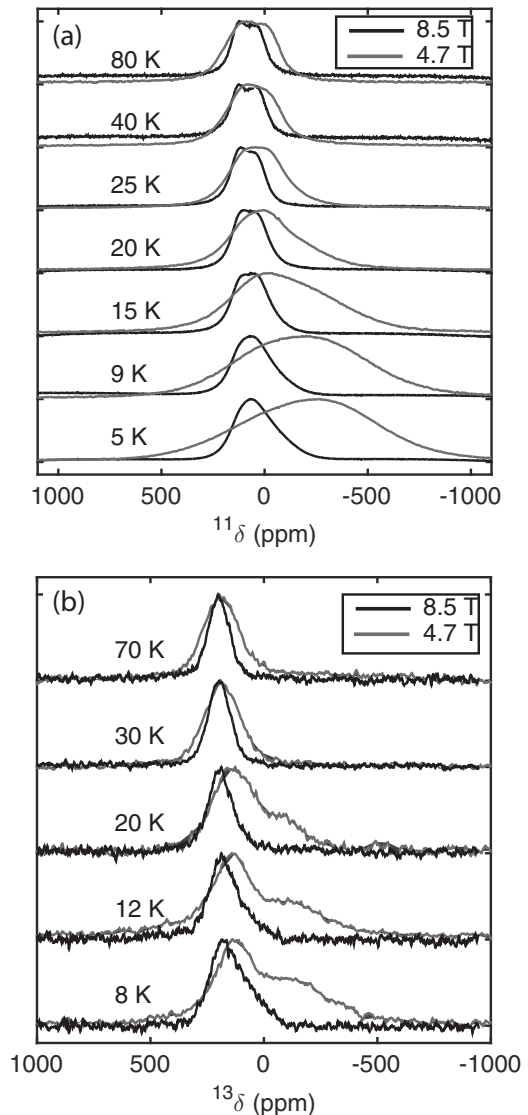 (a)
8.5 T
4.7 T
80 K
40 K
25 K
20 K
15 K
9 K
5 K
1000 500 0 -500 -1000
¹¹δ (ppm)
(b)
8.5 T
4.7 T
70 K
30 K
20 K
12 K
8 K
1000 500 0 -500 -1000
¹³δ (ppm)